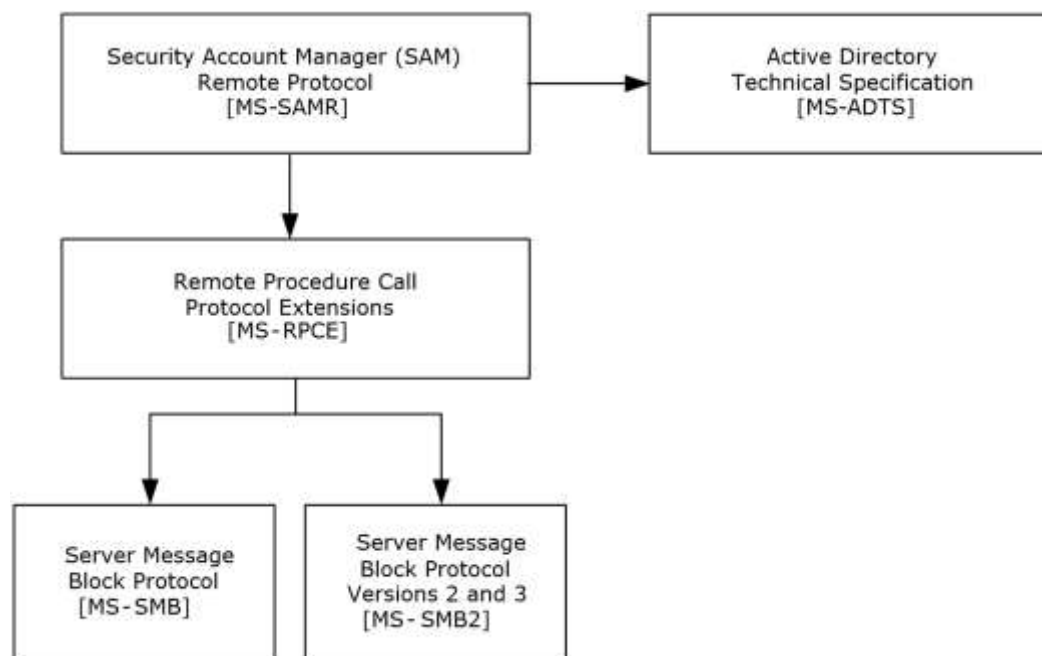 Security Account Manager (SAM)
Remote Protocol
[MS-SAMR]
Active Directory
Technical Specification
[MS-ADTS]
Remote Procedure Call
Protocol Extensions
[MS-RPCE]
Server Message
Block Protocol
[MS-SMB]
Server Message
Block Protocol
Versions 2 and 3
[MS- SMB2]